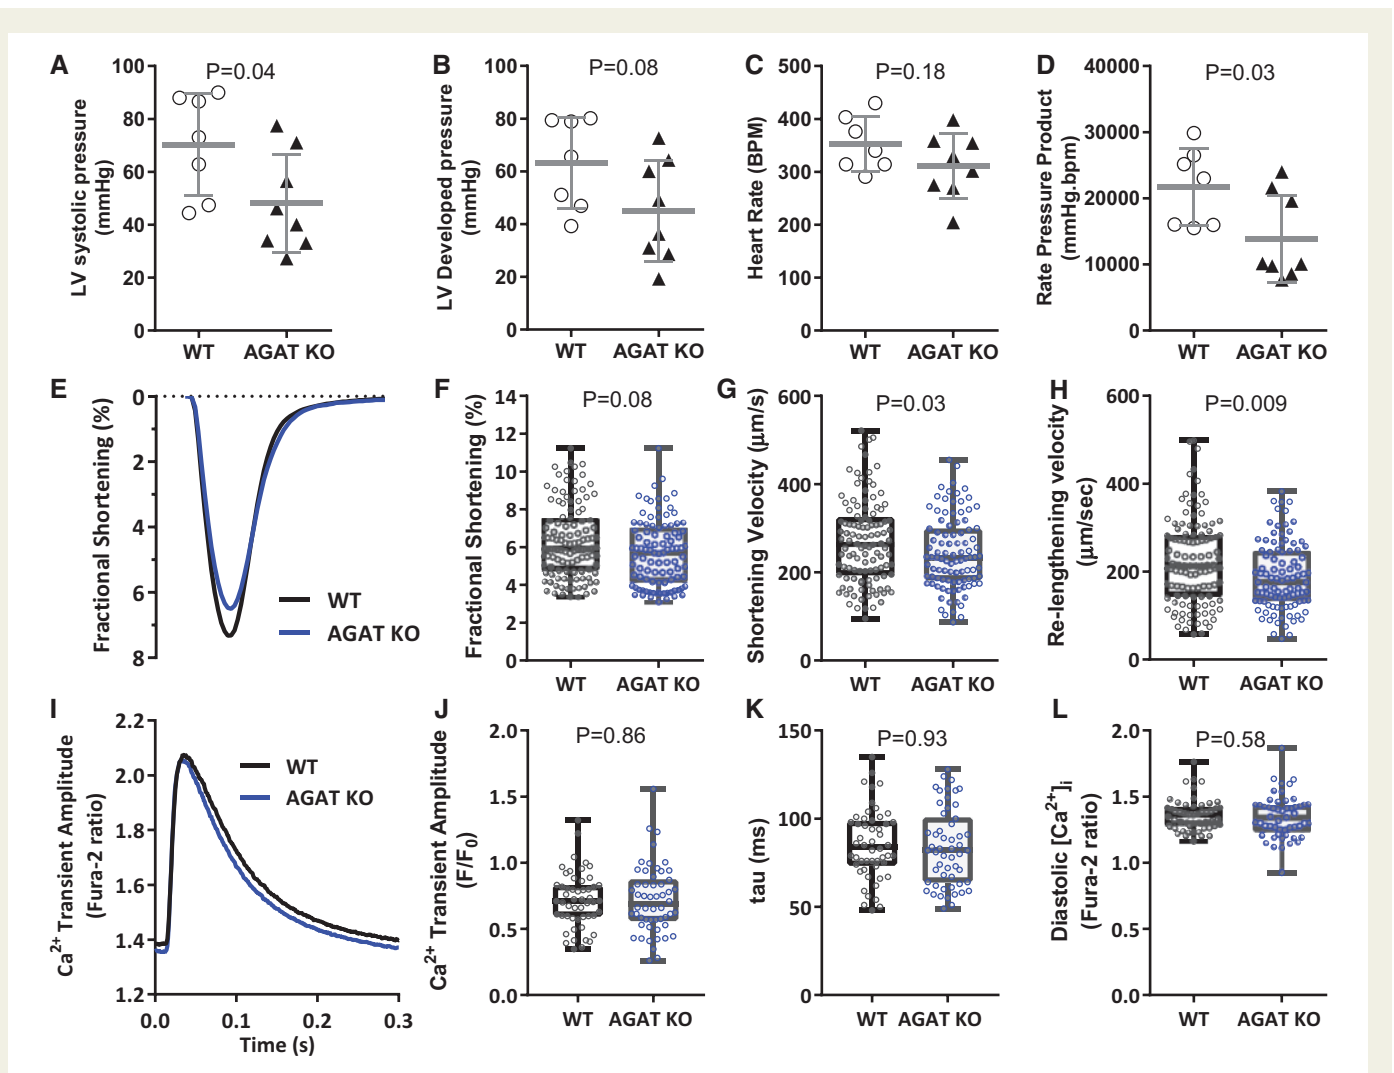 A
LV systolic pressure
(mmHg)
100
80
60
40
20
0
P=0.04
WT
AGAT KO
B
LV Developed pressure
(mmHg)
100
80
60
40
20
0
P=0.08
WT
AGAT KO
C
Heart Rate (BPM)
500
400
300
200
100
0
P=0.18
WT
AGAT KO
D
Rate Pressure Product
(mmHg.bpm)
40000
30000
20000
10000
0
P=0.03
WT
AGAT KO
E
Fractional Shortening (%)
0
2
4
6
8
WT
AGAT KO
F
Fractional Shortening (%)
14
12
10
8
6
4
2
0
P=0.08
WT
AGAT KO
G
Shortening Velocity (μm/s)
600
400
200
0
P=0.03
WT
AGAT KO
H
Re-lengthening velocity
(μm/sec)
600
400
200
0
P=0.009
WT
AGAT KO
I
Ca2+ Transient Amplitude
(Fura-2 ratio)
2.2
2.0
1.8
1.6
1.4
1.2
WT
AGAT KO
0.0
0.1
0.2
0.3
Time (s)
J
Ca2+ Transient Amplitude
(F/F0)
2.0
1.5
1.0
0.5
0.0
P=0.86
WT
AGAT KO
K
tau (ms)
150
100
50
0
P=0.93
WT
AGAT KO
L
Diastolic [Ca2+]i
(Fura-2 ratio)
2.0
1.5
1.0
0.5
0.0
P=0.58
WT
AGAT KO